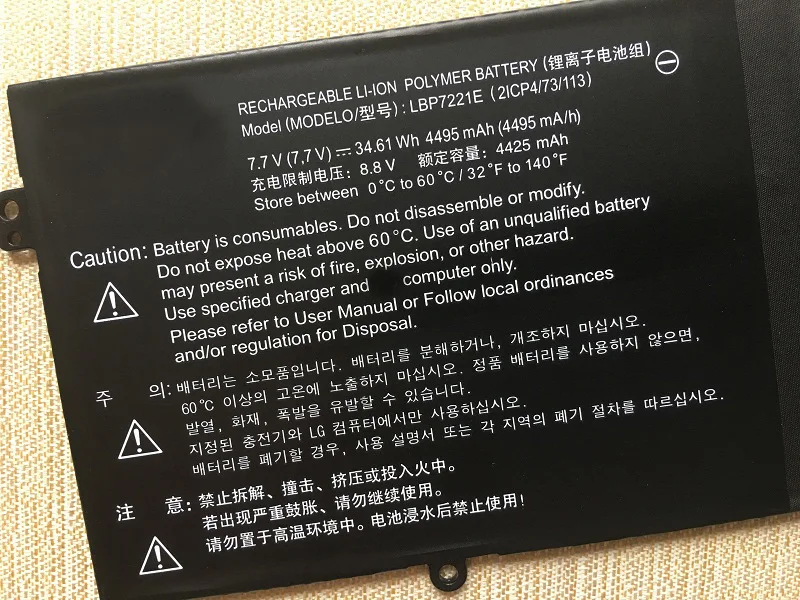 RECHARGEABLE LI-ION POLYMER BATTERY (锂离子电池组)
Model (MODELO/型号) : LBP7221E (2ICP4/73/113)
7.7 V (7,7 V) ⎓ 34.61 Wh 4495 mAh (4495 mA/h)
充电限制电压: 8.8 V 额定容量: 4425 mAh
Store between 0°C to 60°C / 32°F to 140°F
Caution: Battery is consumables. Do not disassemble or modify.
Do not expose heat above 60°C. Use of an unqualified battery
may present a risk of fire, explosion, or other hazard.
Use specified charger and computer only.
Please refer to User Manual or Follow local ordinances
and/or regulation for Disposal.
주 의: 배터리는 소모품입니다. 배터리를 분해하거나, 개조하지 마십시오.
60°C 이상의 고온에 노출하지 마십시오. 정품 배터리를 사용하지 않으면,
발열, 화재, 폭발을 유발할 수 있습니다.
지정된 충전기와 LG 컴퓨터에서만 사용하십시오.
배터리를 폐기할 경우, 사용 설명서 또는 각 지역의 폐기 절차를 따르십시오.
注 意: 禁止拆解、撞击、挤压或投入火中。
若出现严重鼓胀、请勿继续使用。
请勿置于高温环境中。电池浸水后禁止使用!